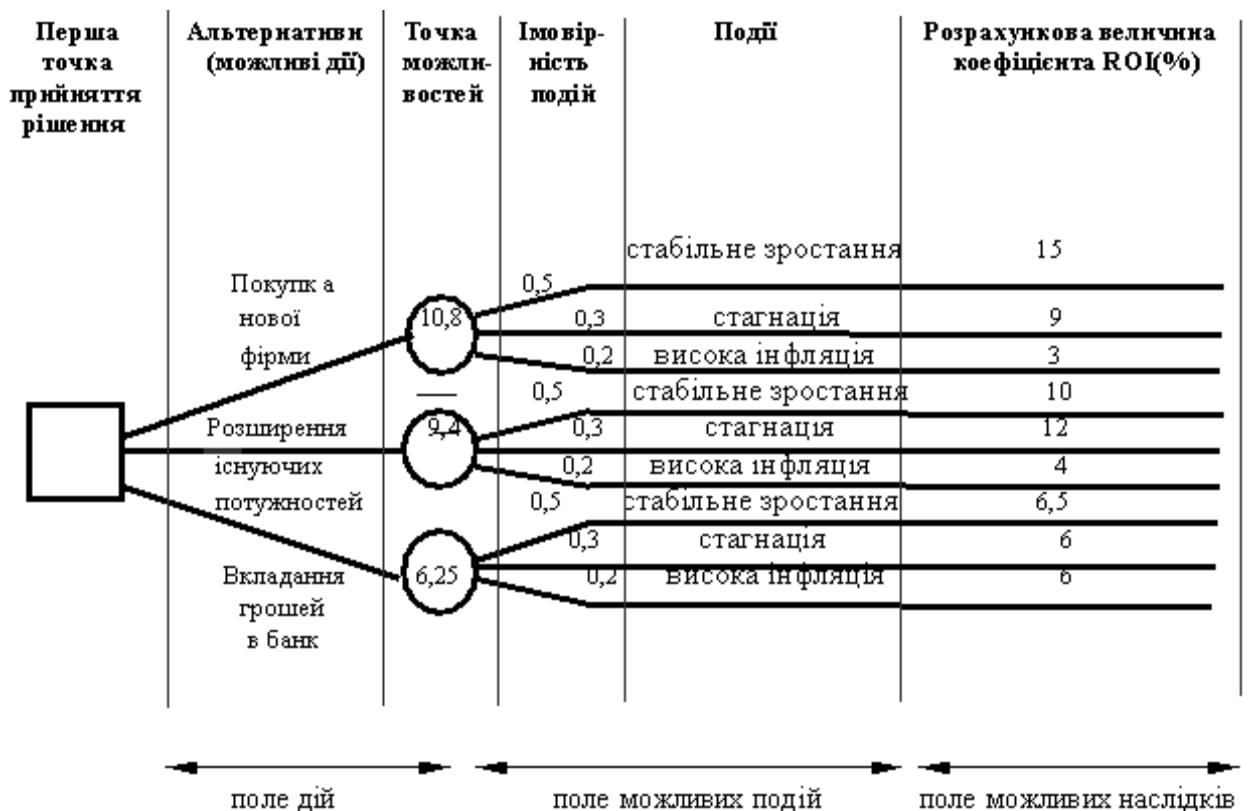 Перша точка прийняття рішення
Альтернативи (можливі дії)
Точка можли- востей
Імовір- ність подій
Події
Розрахункова величина коефіцієнта ROI(%)
Покупк а
нової
фірми
10,8
0,5
стабільне зростання
15
0,3
стагнація
9
0,2
висока інфляція
3
Розширення
існуючих
потужностей
9,4
0,5
стабільне зростання
10
0,3
стагнація
12
0,2
висока інфляція
4
Вкладання
грошей
в банк
6,25
0,5
стабільне зростання
6,5
0,3
стагнація
6
0,2
висока інфляція
6
поле дій
поле можливих подій
поле можливих наслідків